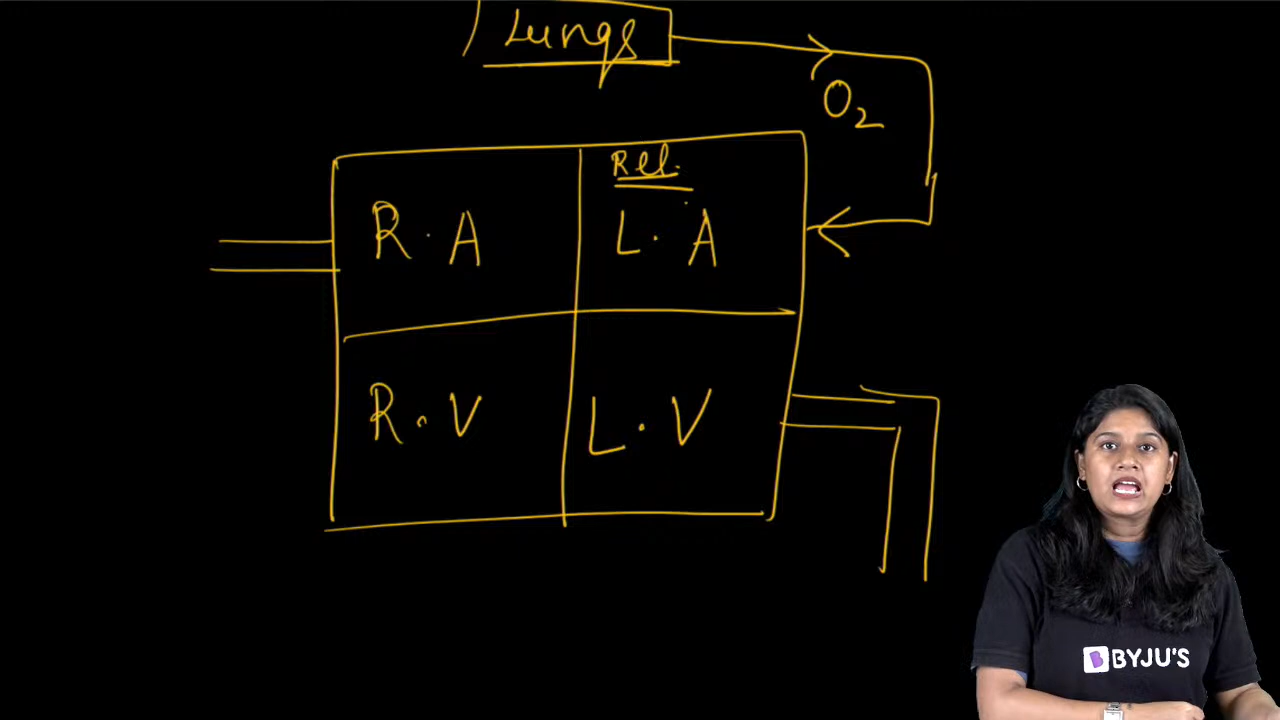 Lungs
O2
Rel.
R. A
L. A
R. V
L. V
BYJU'S